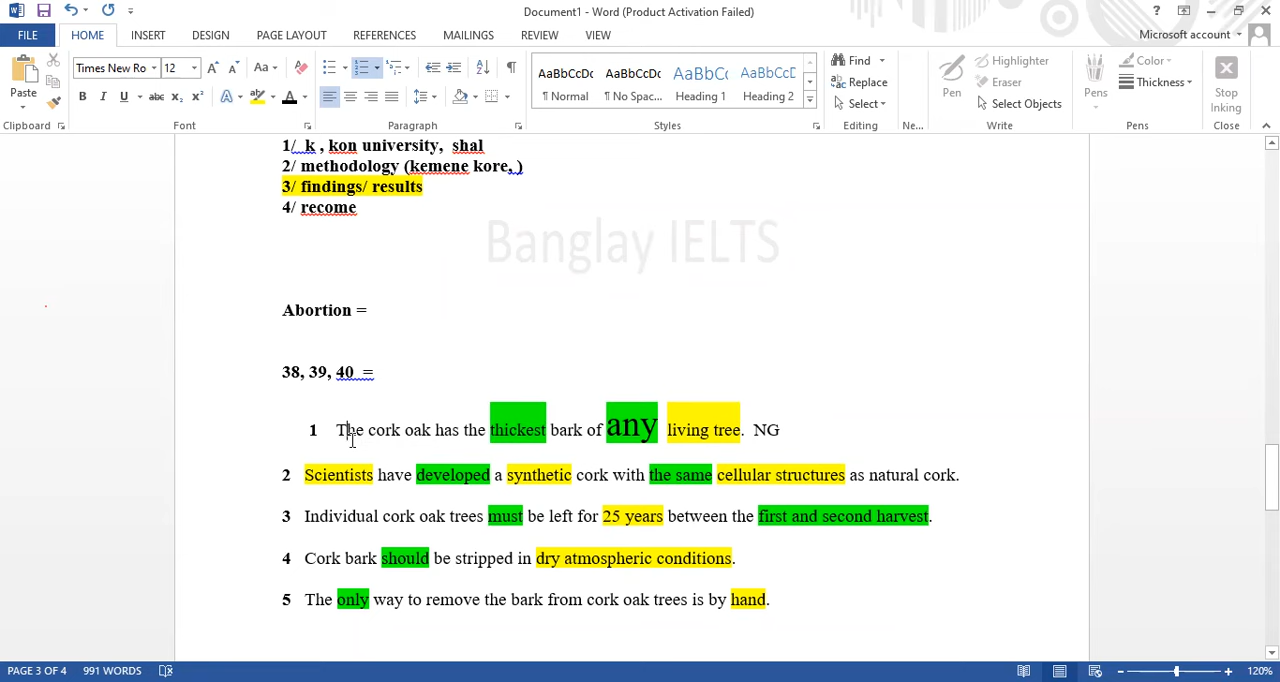 Document1 - Word (Product Activation Failed)
FILE HOME INSERT DESIGN PAGE LAYOUT REFERENCES MAILINGS REVIEW VIEW Microsoft account
Times New Ro 12 Aa AaBbCcDc AaBbCcDc AaBbCc AaBbCcD Find Replace Select
Paste B I U abc x₂ x² A ¶ Normal ¶ No Spac... Heading 1 Heading 2 Pen Highlighter Eraser Select Objects Pens Color Thickness Stop Inking
Clipboard Font Paragraph Styles Editing Ne... Write Pens Close
1/ k , kon university, shal
2/ methodology (kemene kore, )
3/ findings/ results
4/ recome
Banglay IELTS
Abortion =
38, 39, 40 =
1 The cork oak has the thickest bark of any living tree. NG
2 Scientists have developed a synthetic cork with the same cellular structures as natural cork.
3 Individual cork oak trees must be left for 25 years between the first and second harvest.
4 Cork bark should be stripped in dry atmospheric conditions.
5 The only way to remove the bark from cork oak trees is by hand.
PAGE 3 OF 4 991 WORDS 120%